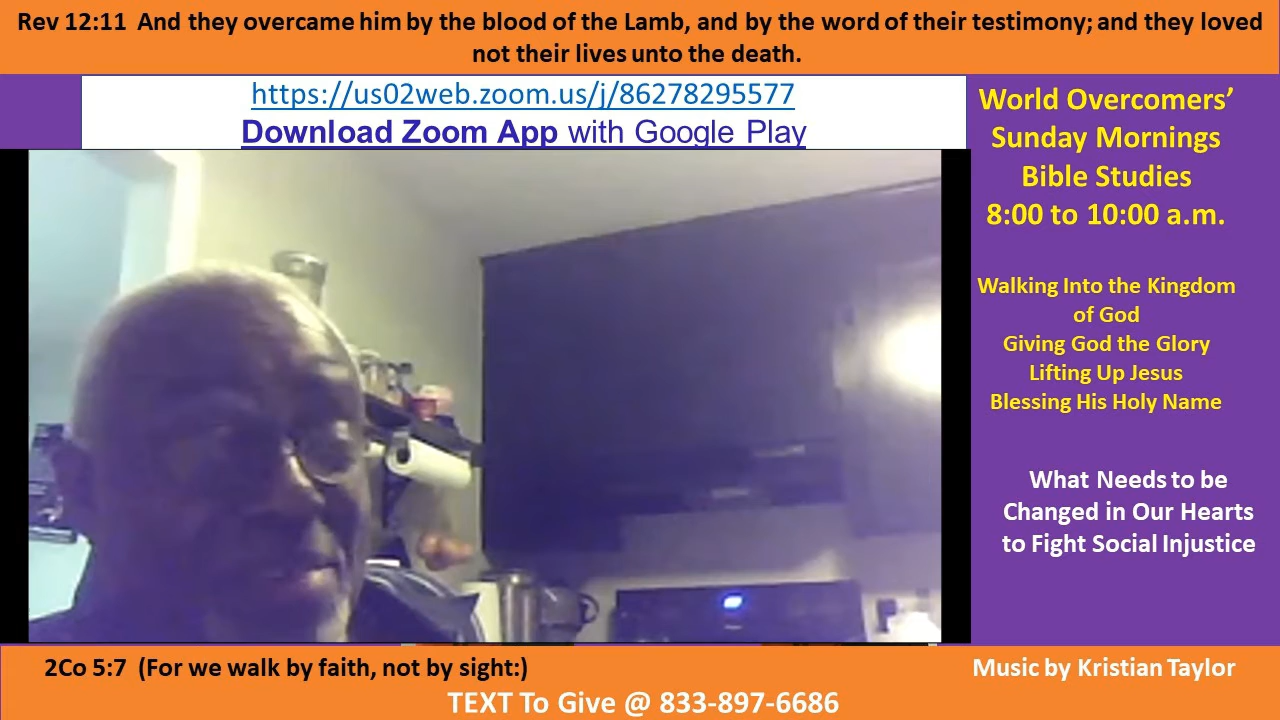 Rev 12:11 And they overcame him by the blood of the Lamb, and by the word of their testimony; and they loved
not their lives unto the death.
https://us02web.zoom.us/j/86278295577
Download Zoom App with Google Play
World Overcomers’
Sunday Mornings
Bible Studies
8:00 to 10:00 a.m.
Walking Into the Kingdom
of God
Giving God the Glory
Lifting Up Jesus
Blessing His Holy Name
What Needs to be
Changed in Our Hearts
to Fight Social Injustice
2Co 5:7 (For we walk by faith, not by sight:)
Music by Kristian Taylor
TEXT To Give @ 833-897-6686